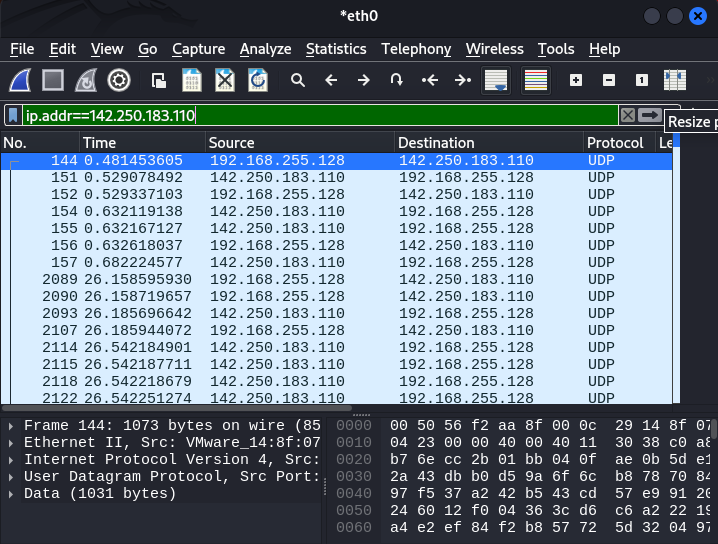 *eth0
File Edit View Go Capture Analyze Statistics Telephony Wireless Tools Help
ip.addr==142.250.183.110
Resize p
No. Time Source Destination Protocol Le
144 0.481453605 192.168.255.128 142.250.183.110 UDP
151 0.529078492 142.250.183.110 192.168.255.128 UDP
152 0.529337103 142.250.183.110 192.168.255.128 UDP
154 0.632119138 142.250.183.110 192.168.255.128 UDP
155 0.632167127 142.250.183.110 192.168.255.128 UDP
156 0.632618037 192.168.255.128 142.250.183.110 UDP
157 0.682224577 192.168.255.128 142.250.183.110 UDP
2089 26.158595930 192.168.255.128 142.250.183.110 UDP
2090 26.158719657 192.168.255.128 142.250.183.110 UDP
2093 26.185696642 142.250.183.110 192.168.255.128 UDP
2107 26.185944072 192.168.255.128 142.250.183.110 UDP
2114 26.542184901 142.250.183.110 192.168.255.128 UDP
2115 26.542187711 142.250.183.110 192.168.255.128 UDP
2118 26.542218679 142.250.183.110 192.168.255.128 UDP
2122 26.542251274 142.250.183.110 192.168.255.128 UDP
Frame 144: 1073 bytes on wire (85
Ethernet II, Src: VMware_14:8f:07
Internet Protocol Version 4, Src:
User Datagram Protocol, Src Port:
Data (1031 bytes)
0000 00 50 56 f2 aa 8f 00 0c 29 14 8f 07
0010 04 23 00 00 40 00 40 11 30 38 c0 a8
0020 b7 6e cc 2b 01 bb 04 0f ae 0b 5d e1
0030 2a 43 db b0 d5 9a 6f 6c b8 78 70 84
0040 97 f5 37 a2 42 b5 43 cd 57 e9 91 20
0050 24 60 12 f0 04 36 3c d6 c6 a2 22 19
0060 a4 e2 ef 84 f2 b8 57 72 5d 32 04 97